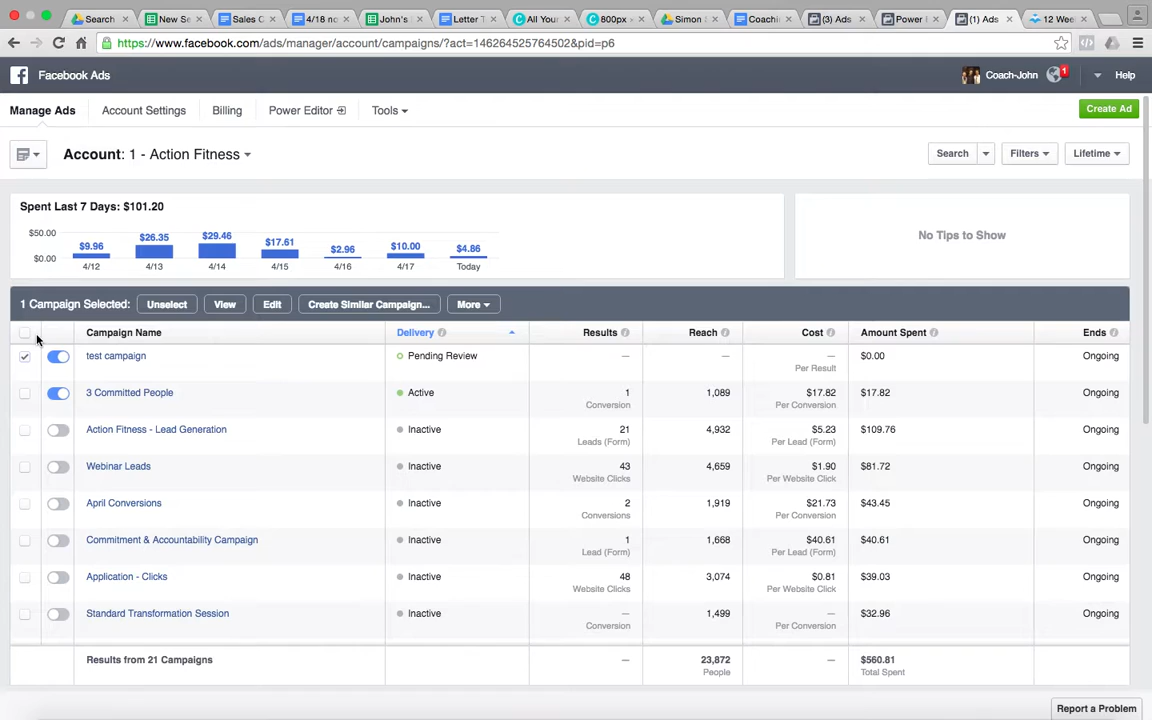 Search
New Se
Sales C
4/18 no
John's
Letter T
All Your
800px
Simon
Coachin
(3) Ads
Power
(1) Ads
12 Wee
https://www.facebook.com/ads/manager/account/campaigns/?act=146264525764502&pid=p6
Facebook Ads
Coach-John
1
Help
Manage Ads
Account Settings
Billing
Power Editor
Tools
Create Ad
Account: 1 - Action Fitness
Search
Filters
Lifetime
Spent Last 7 Days: $101.20
$50.00
$0.00
$9.96
$26.35
$29.46
$17.61
$2.96
$10.00
$4.86
4/12
4/13
4/14
4/15
4/16
4/17
Today
No Tips to Show
1 Campaign Selected:
Unselect
View
Edit
Create Similar Campaign...
More
Campaign Name
Delivery
Results
Reach
Cost
Amount Spent
Ends
test campaign
Pending Review
—
—
—
Per Result
$0.00
Ongoing
3 Committed People
Active
1
Conversion
1,089
$17.82
Per Conversion
$17.82
Ongoing
Action Fitness - Lead Generation
Inactive
21
Leads (Form)
4,932
$5.23
Per Lead (Form)
$109.76
Ongoing
Webinar Leads
Inactive
43
Website Clicks
4,659
$1.90
Per Website Click
$81.72
Ongoing
April Conversions
Inactive
2
Conversions
1,919
$21.73
Per Conversion
$43.45
Ongoing
Commitment & Accountability Campaign
Inactive
1
Lead (Form)
1,668
$40.61
Per Lead (Form)
$40.61
Ongoing
Application - Clicks
Inactive
48
Website Clicks
3,074
$0.81
Per Website Click
$39.03
Ongoing
Standard Transformation Session
Inactive
—
Conversion
1,499
—
Per Conversion
$32.96
Ongoing
Results from 21 Campaigns
—
23,872
People
—
$560.81
Total Spent
Report a Problem